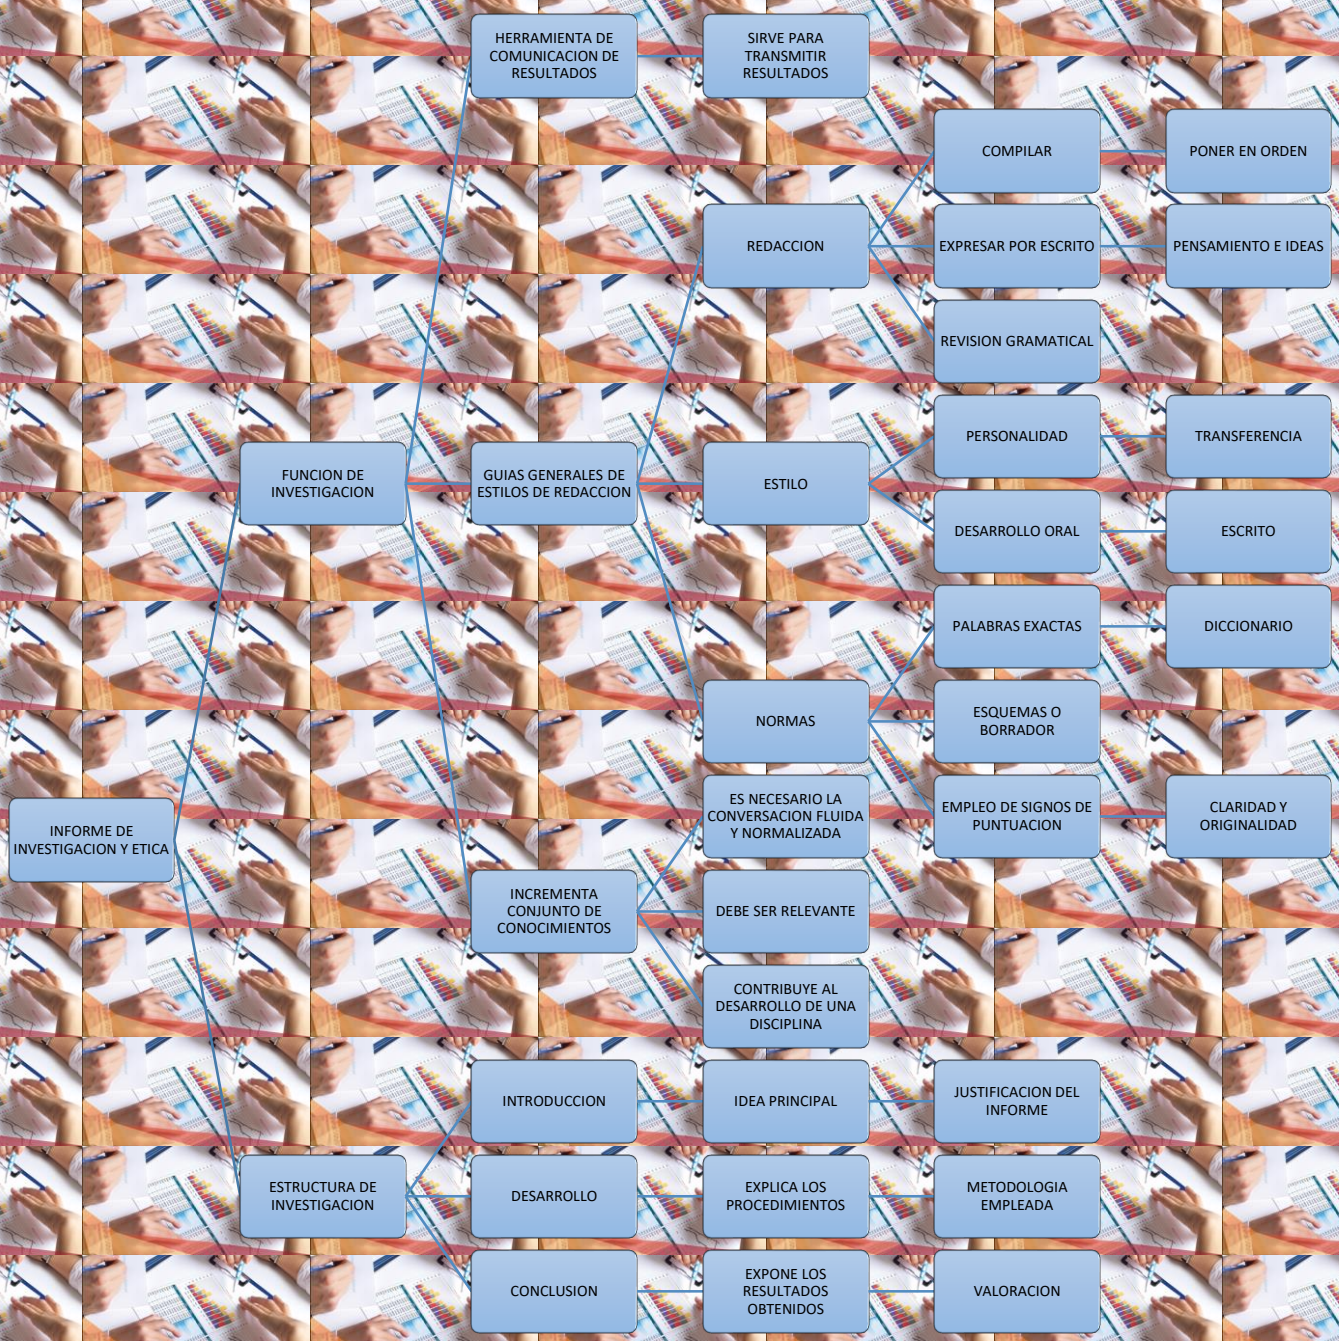 HERRAMIENTA DE
COMUNICACION DE
RESULTADOS
SIRVE PARA
TRANSMITIR
RESULTADOS
COMPILAR
PONER EN ORDEN
REDACCION
EXPRESAR POR ESCRITO
PENSAMIENTO E IDEAS
REVISION GRAMATICAL
PERSONALIDAD
TRANSFERENCIA
FUNCION DE
INVESTIGACION
GUIAS GENERALES DE
ESTILOS DE REDACCION
ESTILO
DESARROLLO ORAL
ESCRITO
PALABRAS EXACTAS
DICCIONARIO
NORMAS
ESQUEMAS O
BORRADOR
EMPLEO DE SIGNOS DE
PUNTUACION
CLARIDAD Y
ORIGINALIDAD
INFORME DE
INVESTIGACION Y ETICA
ES NECESARIO LA
CONVERSACION FLUIDA
Y NORMALIZADA
INCREMENTA
CONJUNTO DE
CONOCIMIENTOS
DEBE SER RELEVANTE
CONTRIBUYE AL
DESARROLLO DE UNA
DISCIPLINA
INTRODUCCION
IDEA PRINCIPAL
JUSTIFICACION DEL
INFORME
ESTRUCTURA DE
INVESTIGACION
DESARROLLO
EXPLICA LOS
PROCEDIMIENTOS
METODOLOGIA
EMPLEADA
CONCLUSION
EXPONE LOS
RESULTADOS
OBTENIDOS
VALORACION